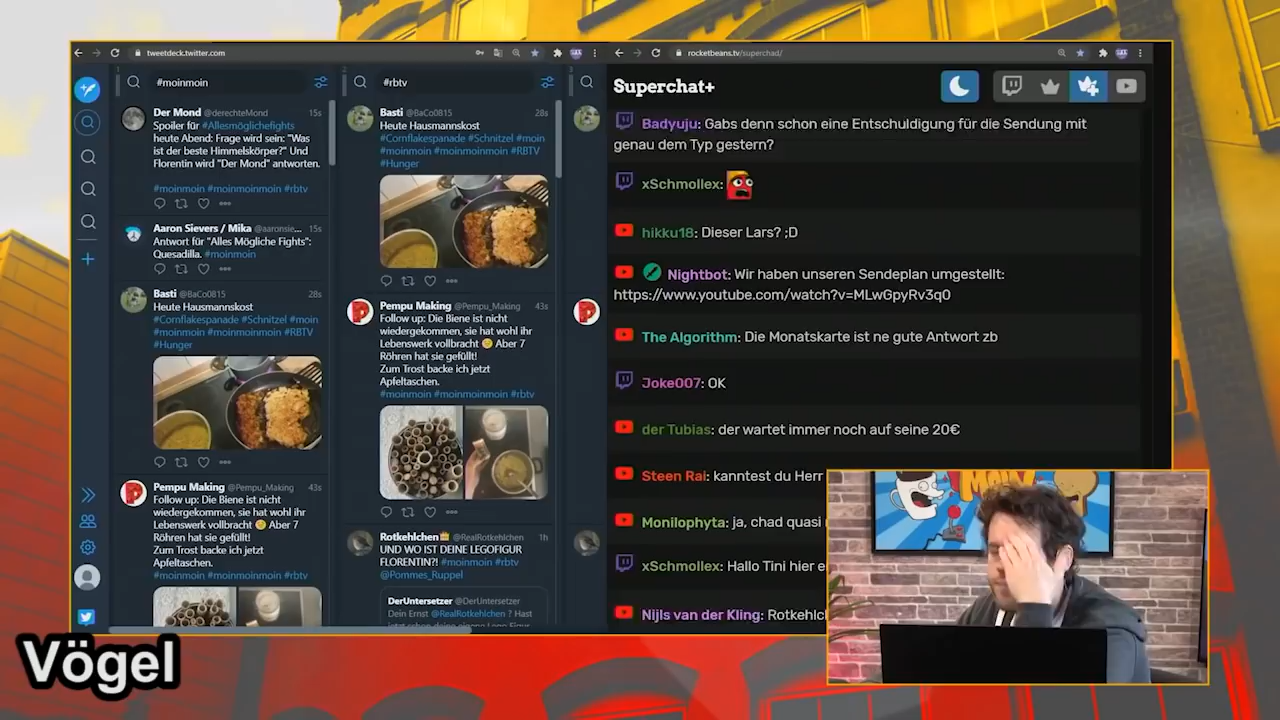 tweetdeck.twitter.com
rocketbeans.tv/superchad/
1
#moinmoin
2
#rbtv
3
Der Mond @derechteMond 15s
Spoiler für #Allesmöglichefights
heute Abend: Frage wird sein: "Was
ist der beste Himmelskörper?" Und
Florentin wird "Der Mond" antworten.
#moinmoin #moinmoinmoin #rbtv
Aaron Sievers / Mika @aaronsie... 15s
Antwort für "Alles Mögliche Fights":
Quesadilla. #moinmoin
Basti @BaCo0815 28s
Heute Hausmannskost
#Cornflakespanade #Schnitzel #moin
#moinmoin #moinmoinmoin #RBTV
#Hunger
Pempu Making @Pempu_Making 43s
Follow up: Die Biene ist nicht
wiedergekommen, sie hat wohl ihr
Lebenswerk vollbracht Aber 7
Röhren hat sie gefüllt!
Zum Trost backe ich jetzt
Apfeltaschen.
#moinmoin #moinmoinmoin #rbtv
Basti @BaCo0815 28s
Heute Hausmannskost
#Cornflakespanade #Schnitzel #moin
#moinmoin #moinmoinmoin #RBTV
#Hunger
Pempu Making @Pempu_Making 43s
Follow up: Die Biene ist nicht
wiedergekommen, sie hat wohl ihr
Lebenswerk vollbracht Aber 7
Röhren hat sie gefüllt!
Zum Trost backe ich jetzt
Apfeltaschen.
#moinmoin #moinmoinmoin #rbtv
Rotkehlchen @RealRotkehlchen 1h
UND WO IST DEINE LEGOFIGUR
FLORENTIN?! #moinmoin #rbtv
@Pommes_Ruppel
DerUntersetzer @DerUntersetzer
Dein Ernst @RealRotkehlchen ? Hast
Superchat+
Badyuju: Gabs denn schon eine Entschuldigung für die Sendung mit
genau dem Typ gestern?
xSchmollex:
hikku18: Dieser Lars? ;D
Nightbot: Wir haben unseren Sendeplan umgestellt:
https://www.youtube.com/watch?v=MLwGpyRv3q0
The Algorithm: Die Monatskarte ist ne gute Antwort zb
Joke007: OK
der Tubias: der wartet immer noch auf seine 20€
Steen Rai: kanntest du Herr
Monilophyta: ja, chad quasi
xSchmollex: Hallo Tini hier e
Nijls van der Kling: Rotkehlc
Vögel